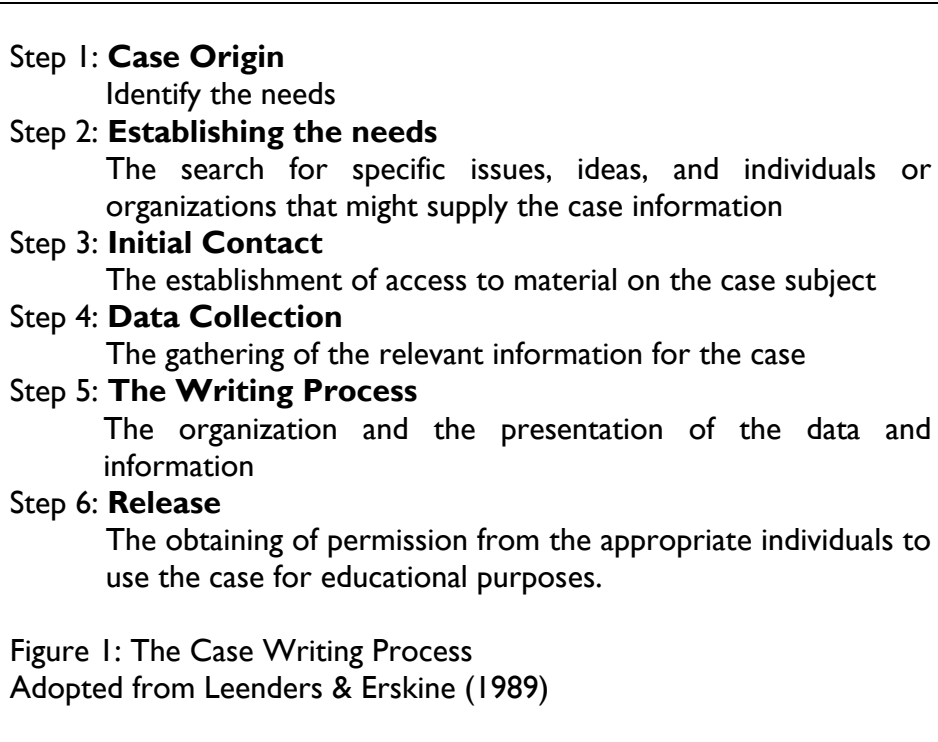 Step 1: Case Origin
Identify the needs
Step 2: Establishing the needs
The search for specific issues, ideas, and individuals or
organizations that might supply the case information
Step 3: Initial Contact
The establishment of access to material on the case subject
Step 4: Data Collection
The gathering of the relevant information for the case
Step 5: The Writing Process
The organization and the presentation of the data and
information
Step 6: Release
The obtaining of permission from the appropriate individuals to
use the case for educational purposes.
Figure 1: The Case Writing Process
Adopted from Leenders & Erskine (1989)